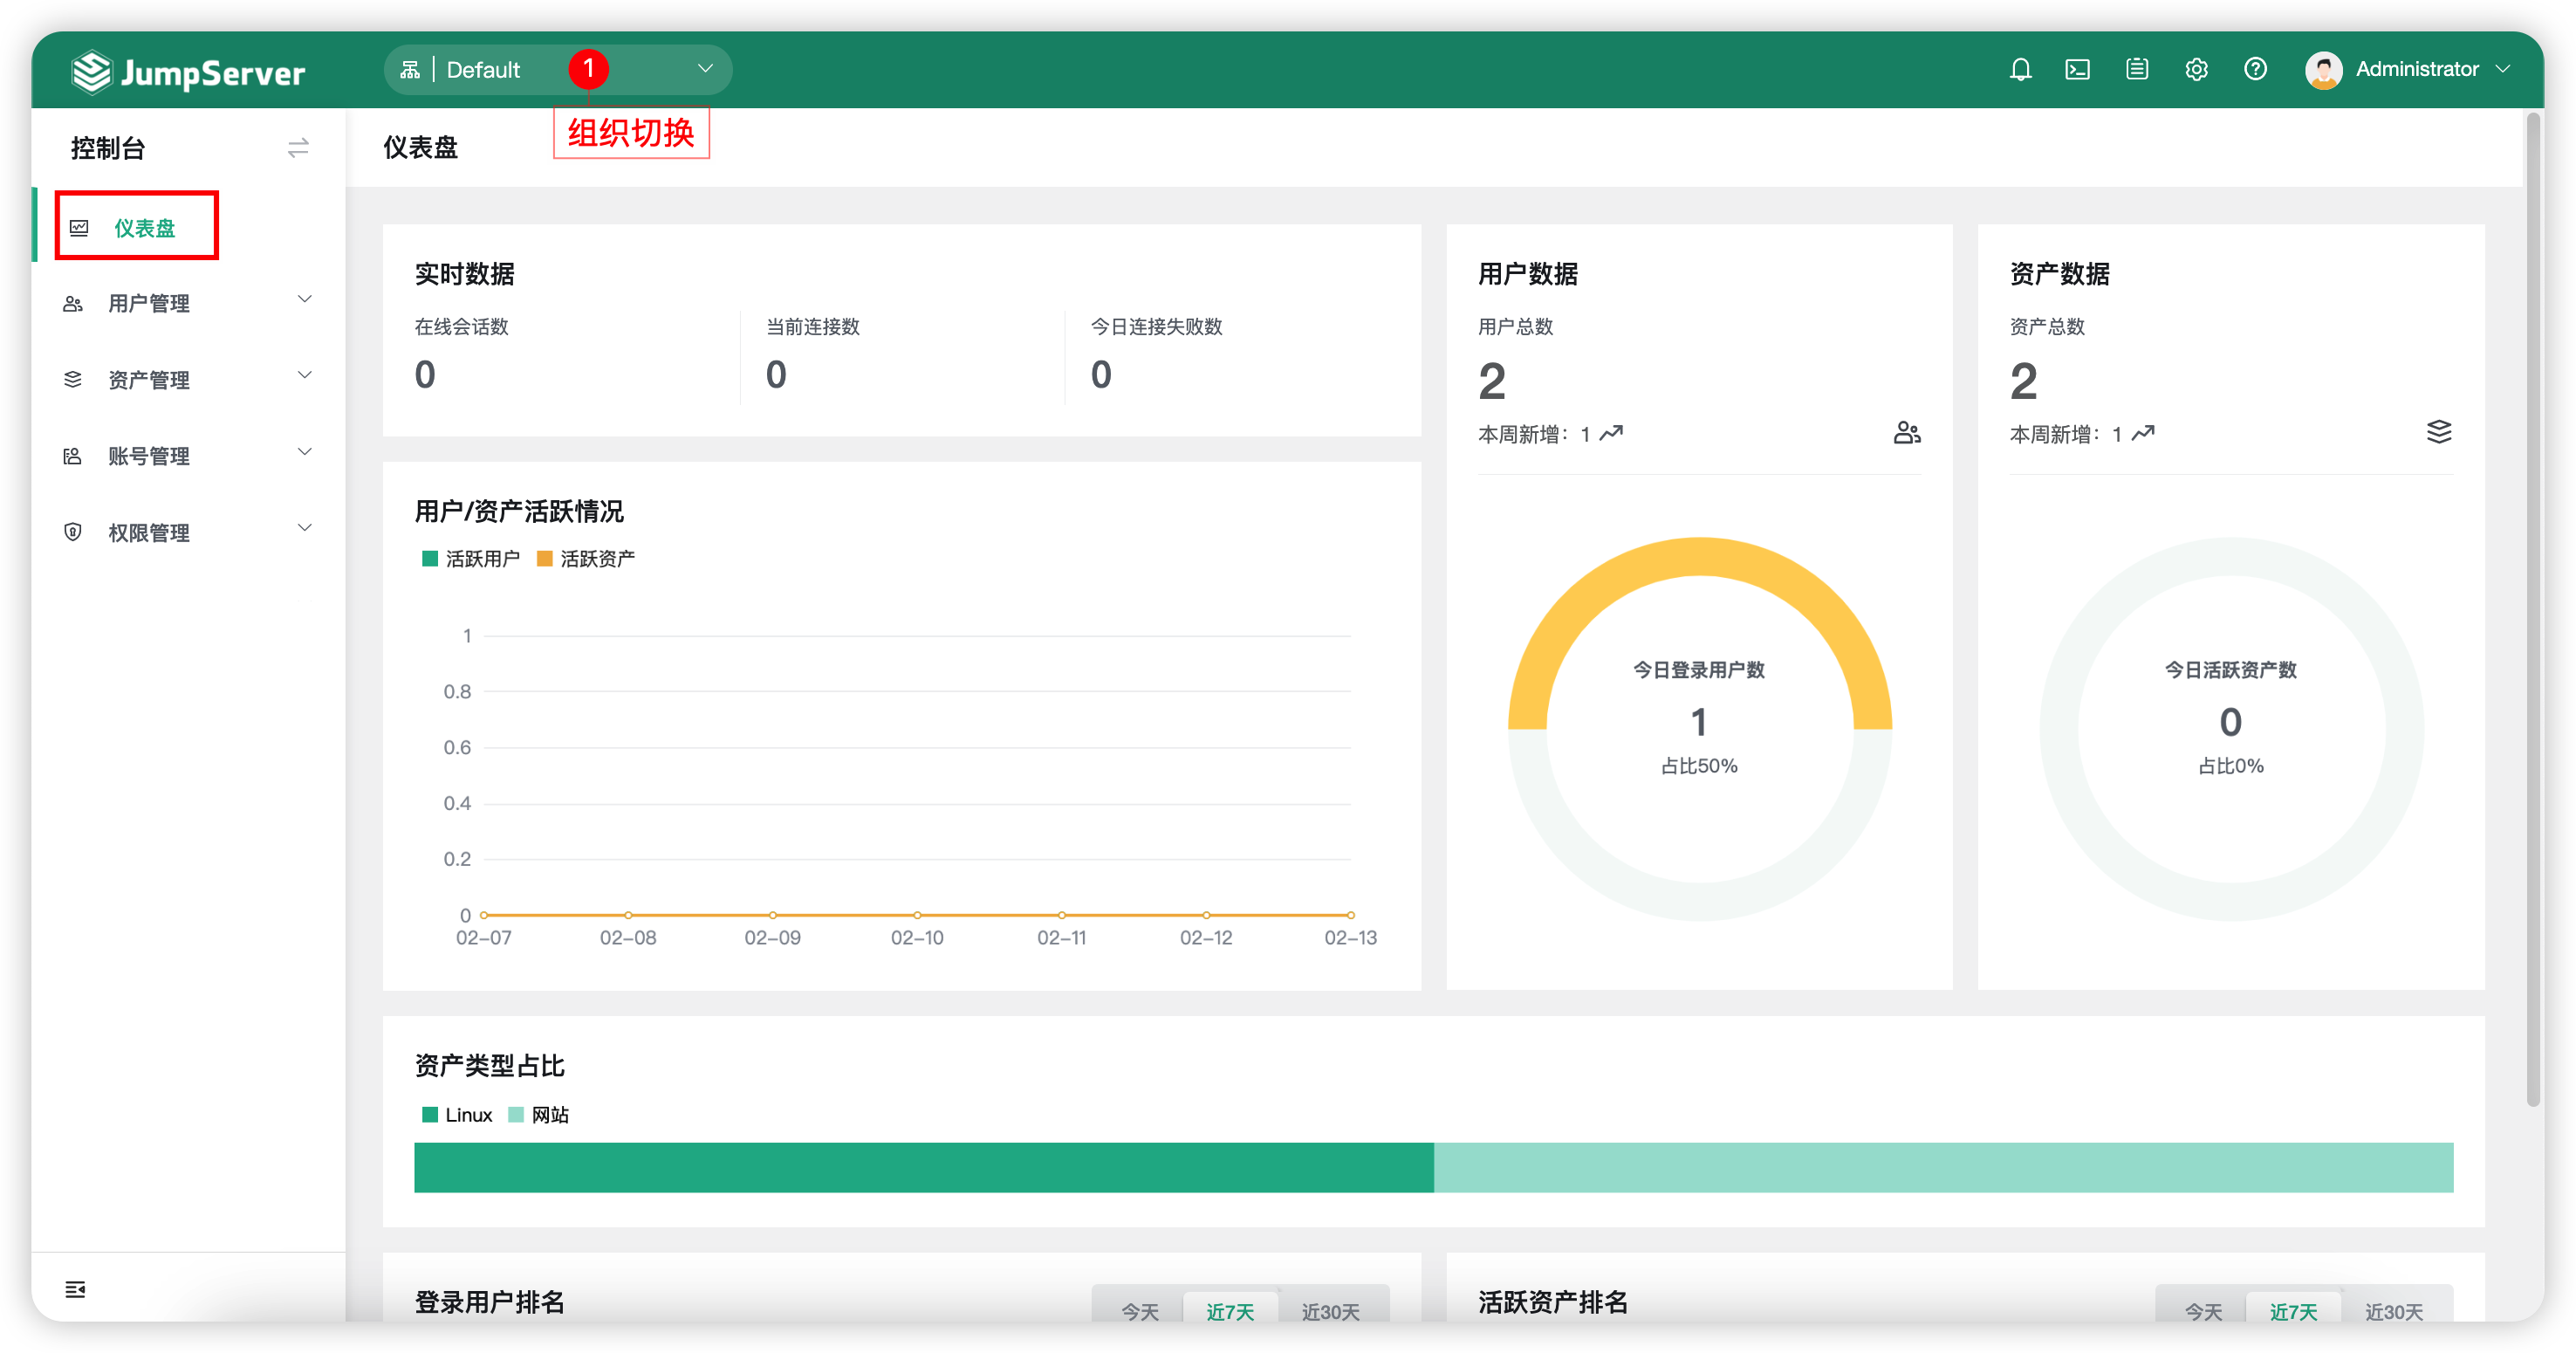 JumpServer
Default
1
Administrator
组织切换
控制台
仪表盘
用户管理
资产管理
账号管理
权限管理
仪表盘
实时数据
在线会话数
当前连接数
今日连接失败数
0
0
0
用户/资产活跃情况
活跃用户
活跃资产
1
0.8
0.6
0.4
0.2
0
02-07
02-08
02-09
02-10
02-11
02-12
02-13
用户数据
用户总数
2
本周新增: 1
今日登录用户数
1
占比50%
资产数据
资产总数
2
本周新增: 1
今日活跃资产数
0
占比0%
资产类型占比
Linux
网站
登录用户排名
今天
近7天
近30天
活跃资产排名
今天
近7天
近30天